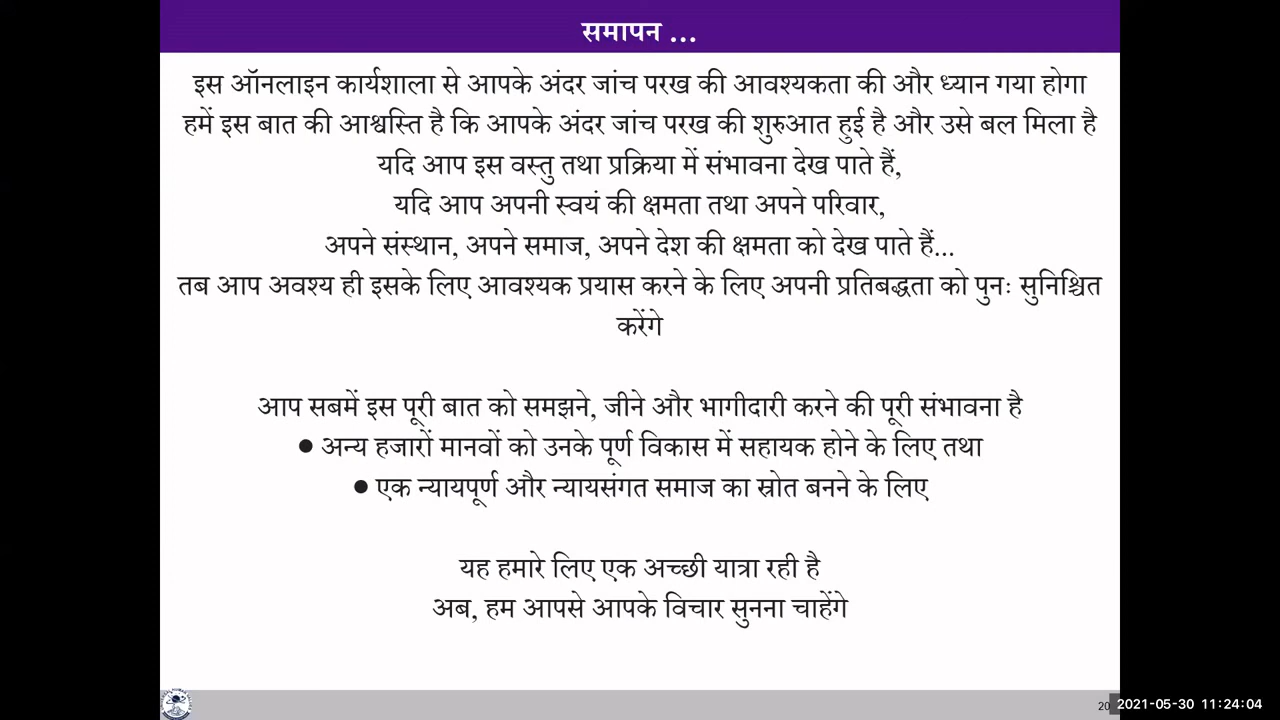 समापन ...
इस ऑनलाइन कार्यशाला से आपके अंदर जांच परख की आवश्यकता की और ध्यान गया होगा
हमें इस बात की आश्वस्ति है कि आपके अंदर जांच परख की शुरुआत हुई है और उसे बल मिला है
यदि आप इस वस्तु तथा प्रक्रिया में संभावना देख पाते हैं,
यदि आप अपनी स्वयं की क्षमता तथा अपने परिवार,
अपने संस्थान, अपने समाज, अपने देश की क्षमता को देख पाते हैं...
तब आप अवश्य ही इसके लिए आवश्यक प्रयास करने के लिए अपनी प्रतिबद्धता को पुनः सुनिश्चित
करेंगे
आप सबमें इस पूरी बात को समझने, जीने और भागीदारी करने की पूरी संभावना है
● अन्य हजारों मानवों को उनके पूर्ण विकास में सहायक होने के लिए तथा
● एक न्यायपूर्ण और न्यायसंगत समाज का स्रोत बनने के लिए
यह हमारे लिए एक अच्छी यात्रा रही है
अब, हम आपसे आपके विचार सुनना चाहेंगे
20
2021-05-30 11:24:04